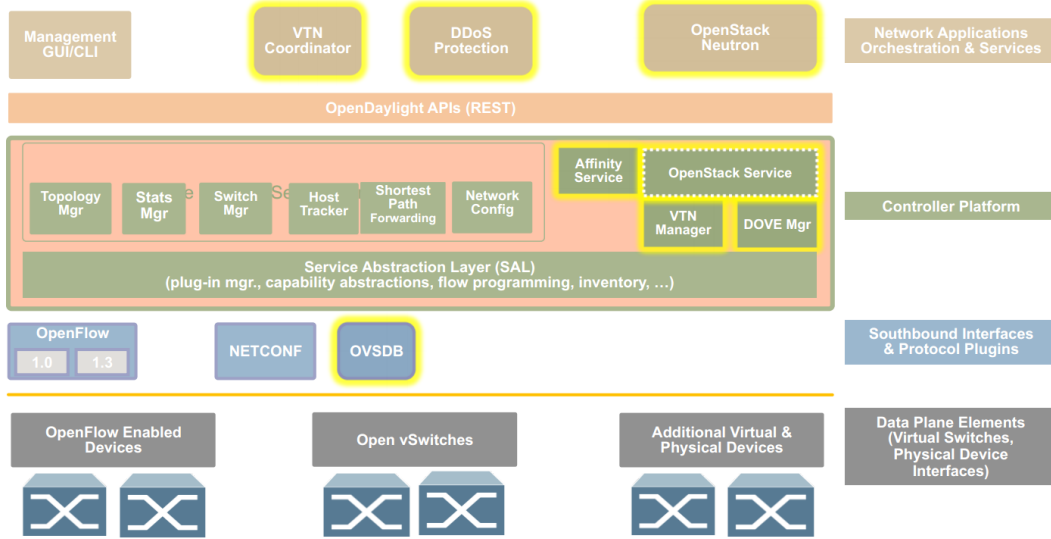 Management
GUI/CLI
VTN
Coordinator
DDoS
Protection
OpenStack
Neutron
Network Applications
Orchestration & Services
OpenDaylight APIs (REST)
Affinity
Service
OpenStack Service
Topology
Mgr
Stats
Mgr
Switch
Mgr
Host
Tracker
Shortest
Path
Forwarding
Network
Config
VTN
Manager
DOVE Mgr
Controller Platform
Service Abstraction Layer (SAL)
(plug-in mgr., capability abstractions, flow programming, inventory, …)
OpenFlow
1.0
1.3
NETCONF
OVSDB
Southbound Interfaces
& Protocol Plugins
OpenFlow Enabled
Devices
Open vSwitches
Additional Virtual &
Physical Devices
Data Plane Elements
(Virtual Switches,
Physical Device
Interfaces)